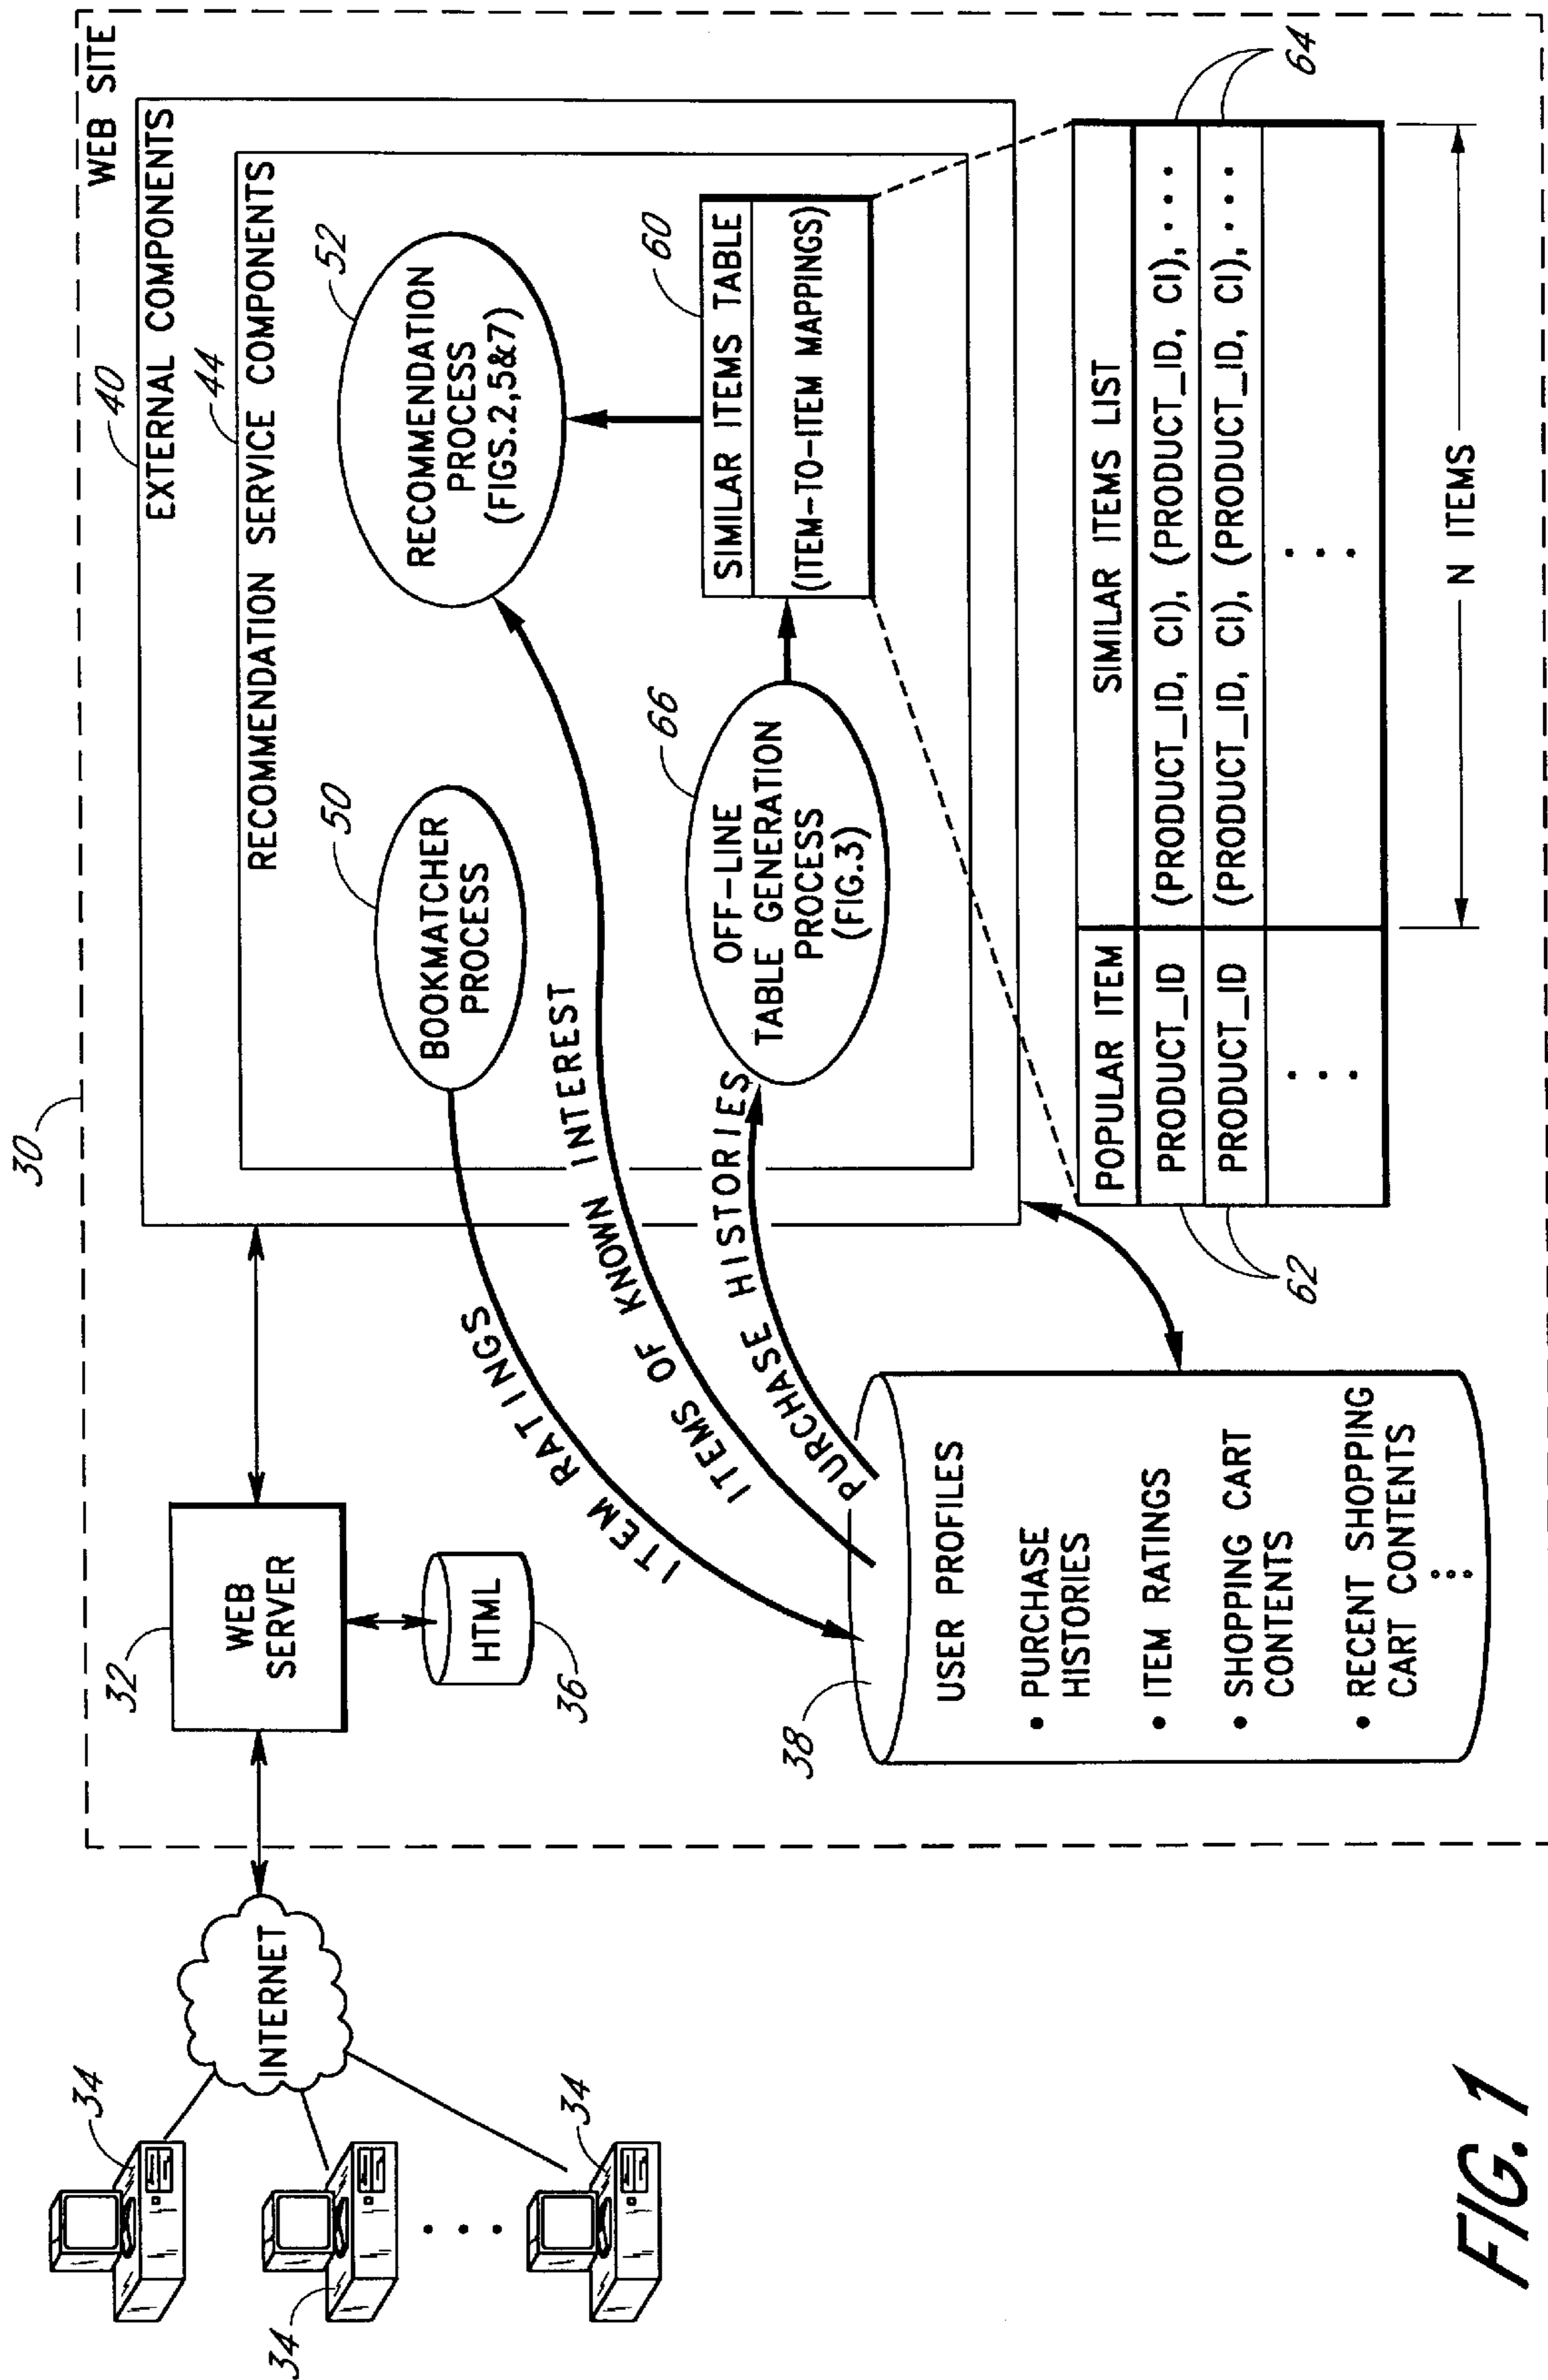 30
WEB SITE
40
EXTERNAL COMPONENTS
44
RECOMMENDATION SERVICE COMPONENTS
34
34
34
INTERNET
32
WEB
SERVER
HTML
36
50
BOOKMATCHER
PROCESS
52
RECOMMENDATION
PROCESS
(FIGS.2,5&7)
ITEM RATINGS
ITEMS OF KNOWN INTEREST
PURCHASE HISTORIES
66
OFF-LINE
TABLE GENERATION
PROCESS
(FIG.3)
60
SIMILAR ITEMS TABLE
(ITEM-TO-ITEM MAPPINGS)
38
USER PROFILES
• PURCHASE
HISTORIES
• ITEM RATINGS
• SHOPPING CART
CONTENTS
• RECENT SHOPPING
CART CONTENTS
POPULAR ITEM
SIMILAR ITEMS LIST
PRODUCT_ID
(PRODUCT_ID, CI), (PRODUCT_ID, CI), ...
PRODUCT_ID
(PRODUCT_ID, CI), (PRODUCT_ID, CI), ...
...
...
62
64
N ITEMS
FIG. 1